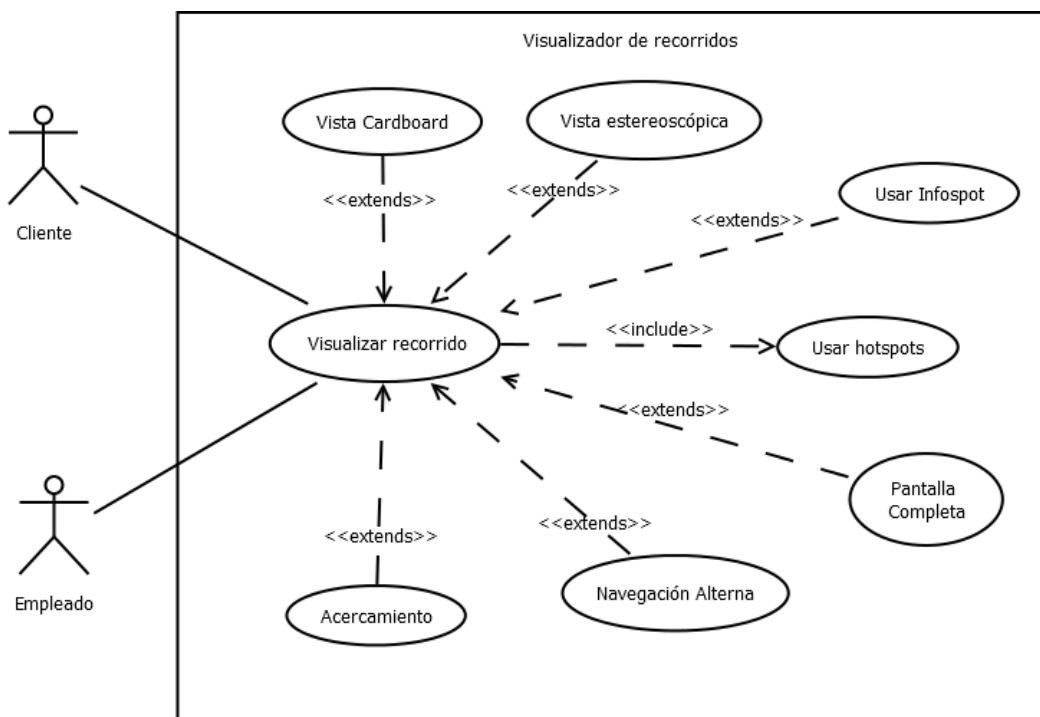 Visualizador de recorridos
Vista Cardboard
Vista estereoscópica
<<extends>>
<<extends>>
Usar Infospot
<<extends>>
Cliente
Visualizar recorrido
<<include>>
Usar hotspots
<<extends>>
Pantalla
Completa
<<extends>>
<<extends>>
Empleado
Acercamiento
Navegación Alterna